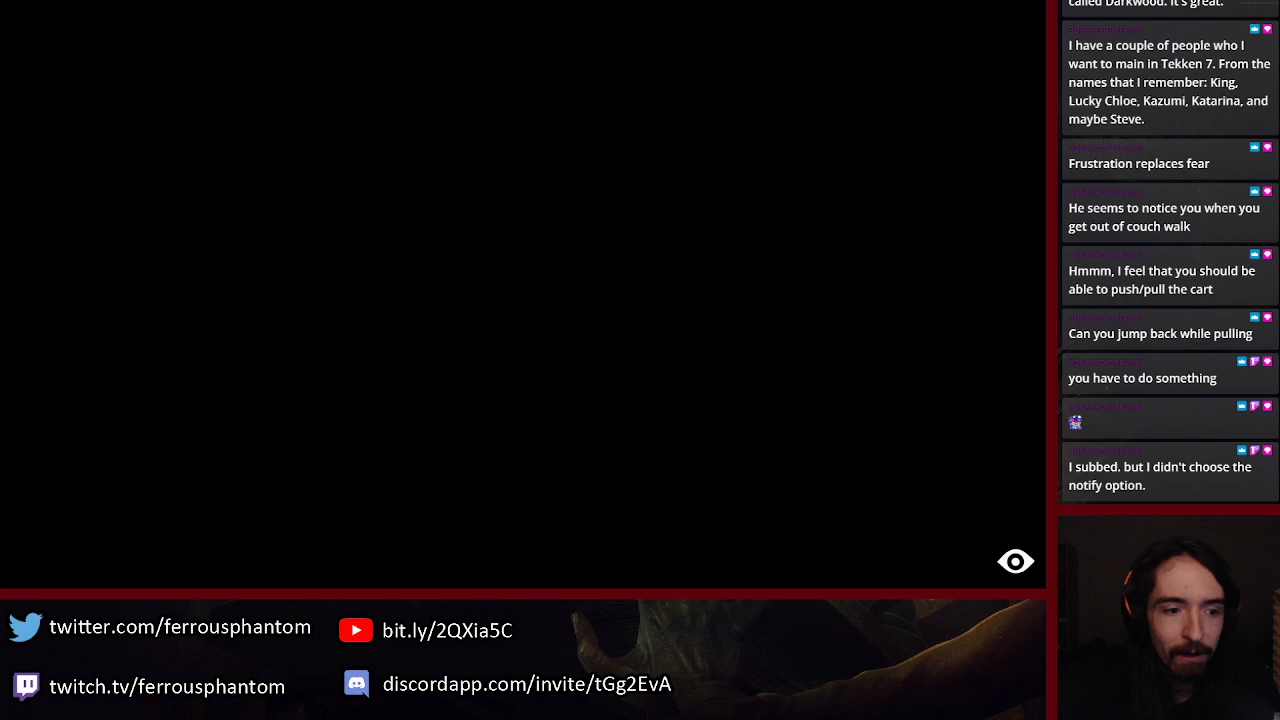 called Darkwood. It's great.
I have a couple of people who I
want to main in Tekken 7. From the
names that I remember: King,
Lucky Chloe, Kazumi, Katarina, and
maybe Steve.
Frustration replaces fear
He seems to notice you when you
get out of couch walk
Hmmm, I feel that you should be
able to push/pull the cart
Can you jump back while pulling
you have to do something
I subbed. but I didn't choose the
notify option.
twitter.com/ferrousphantom
bit.ly/2QXia5C
twitch.tv/ferrousphantom
discordapp.com/invite/tGg2EvA